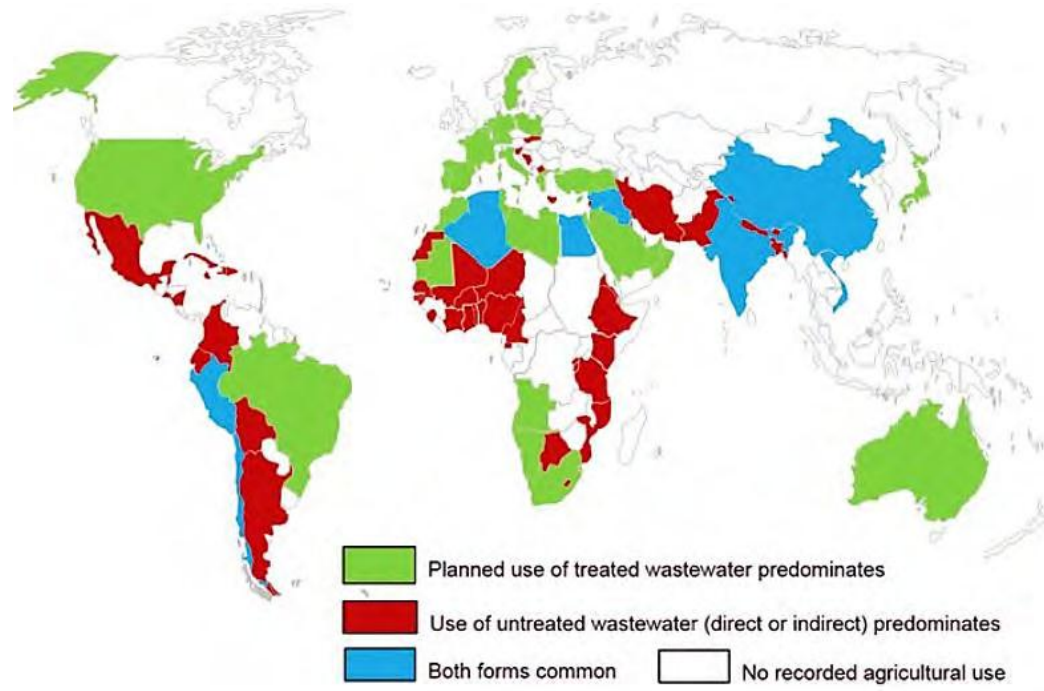 Planned use of treated wastewater predominates
Use of untreated wastewater (direct or indirect) predominates
Both forms common
No recorded agricultural use